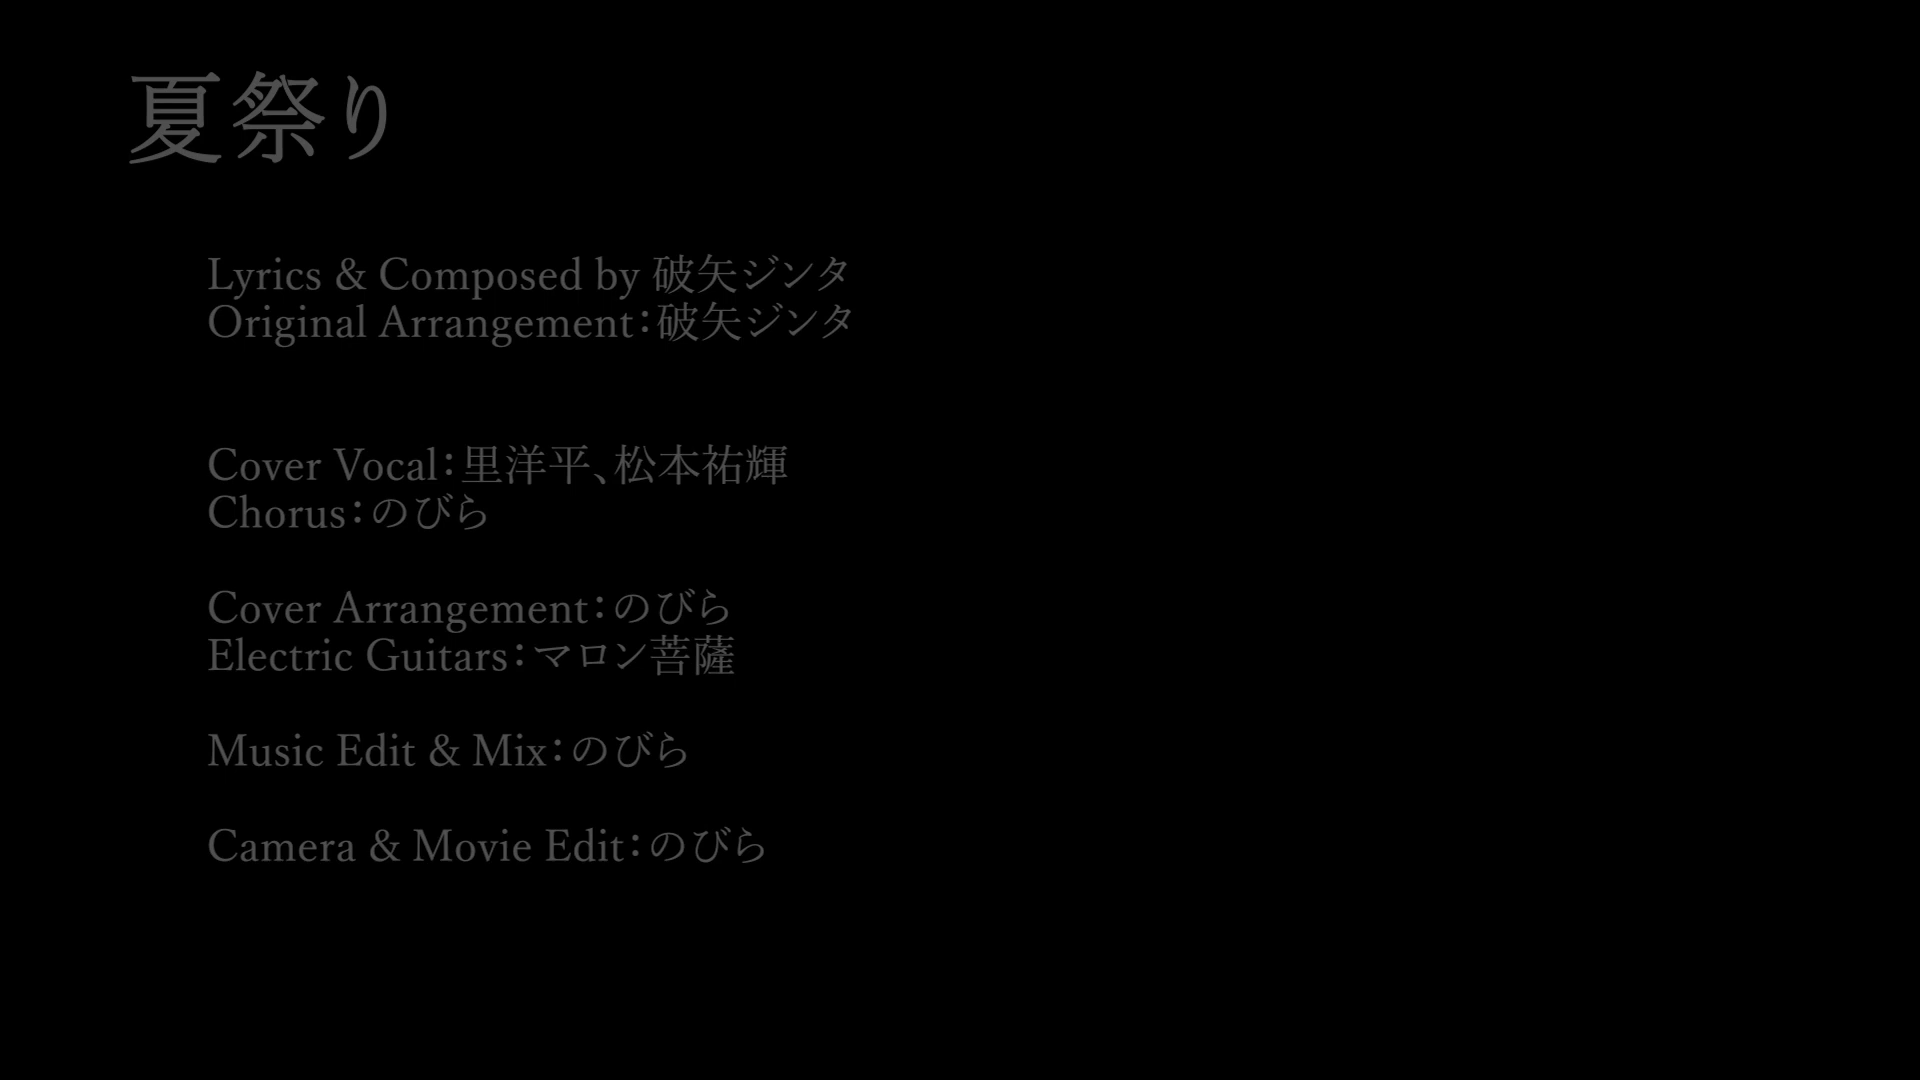 夏祭り
Lyrics & Composed by 破矢ジンタ
Original Arrangement：破矢ジンタ
Cover Vocal：里洋平、松本祐輝
Chorus：のびら
Cover Arrangement：のびら
Electric Guitars：マロン菩薩
Music Edit & Mix：のびら
Camera & Movie Edit：のびら